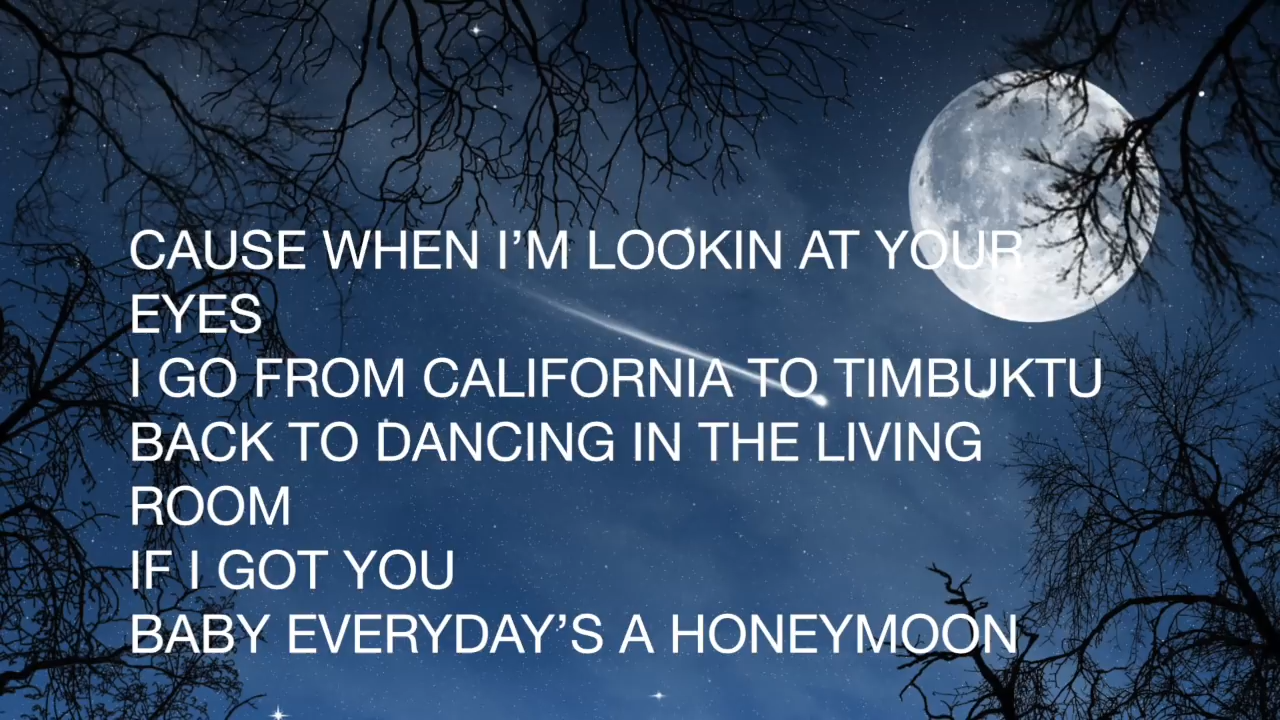 CAUSE WHEN I’M LOOKIN AT YOUR
EYES
I GO FROM CALIFORNIA TO TIMBUKTU
BACK TO DANCING IN THE LIVING
ROOM
IF I GOT YOU
BABY EVERYDAY’S A HONEYMOON